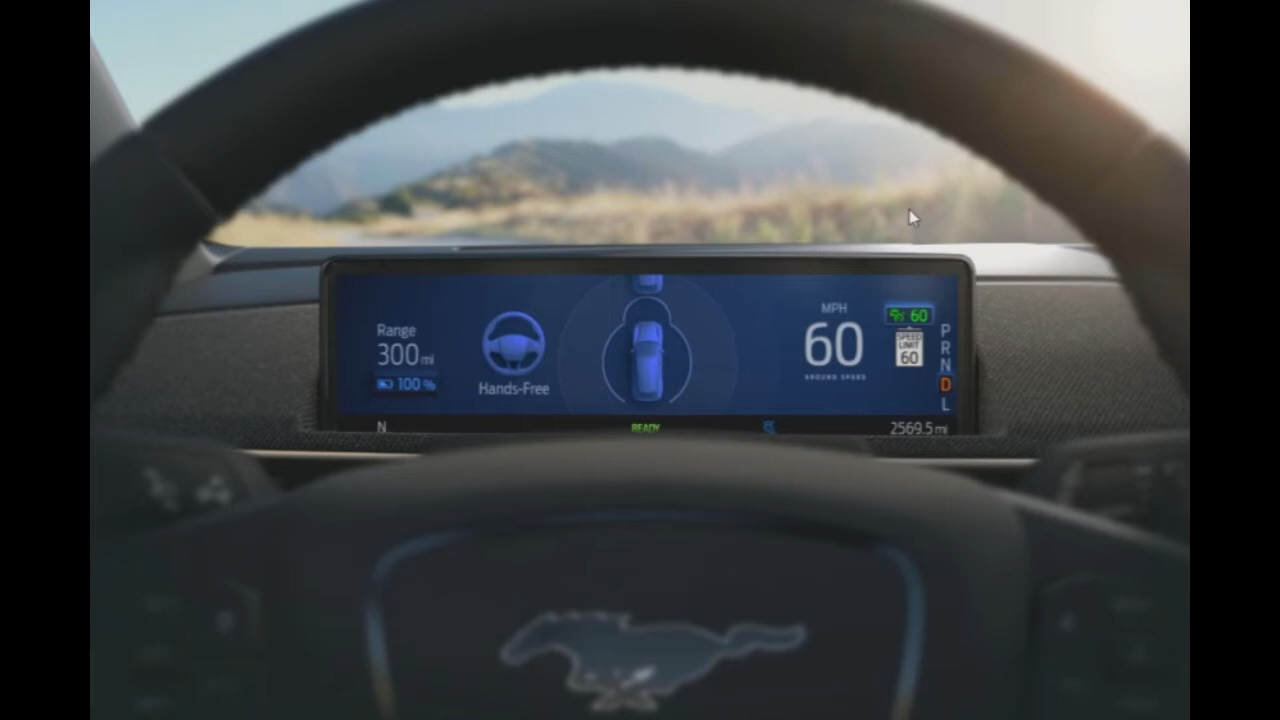 Range
300 mi
100 %
Hands-Free
MPH
60
GROUND SPEED
60
SPEED
LIMIT
60
P
R
N
D
L
N
READY
2569.5 mi